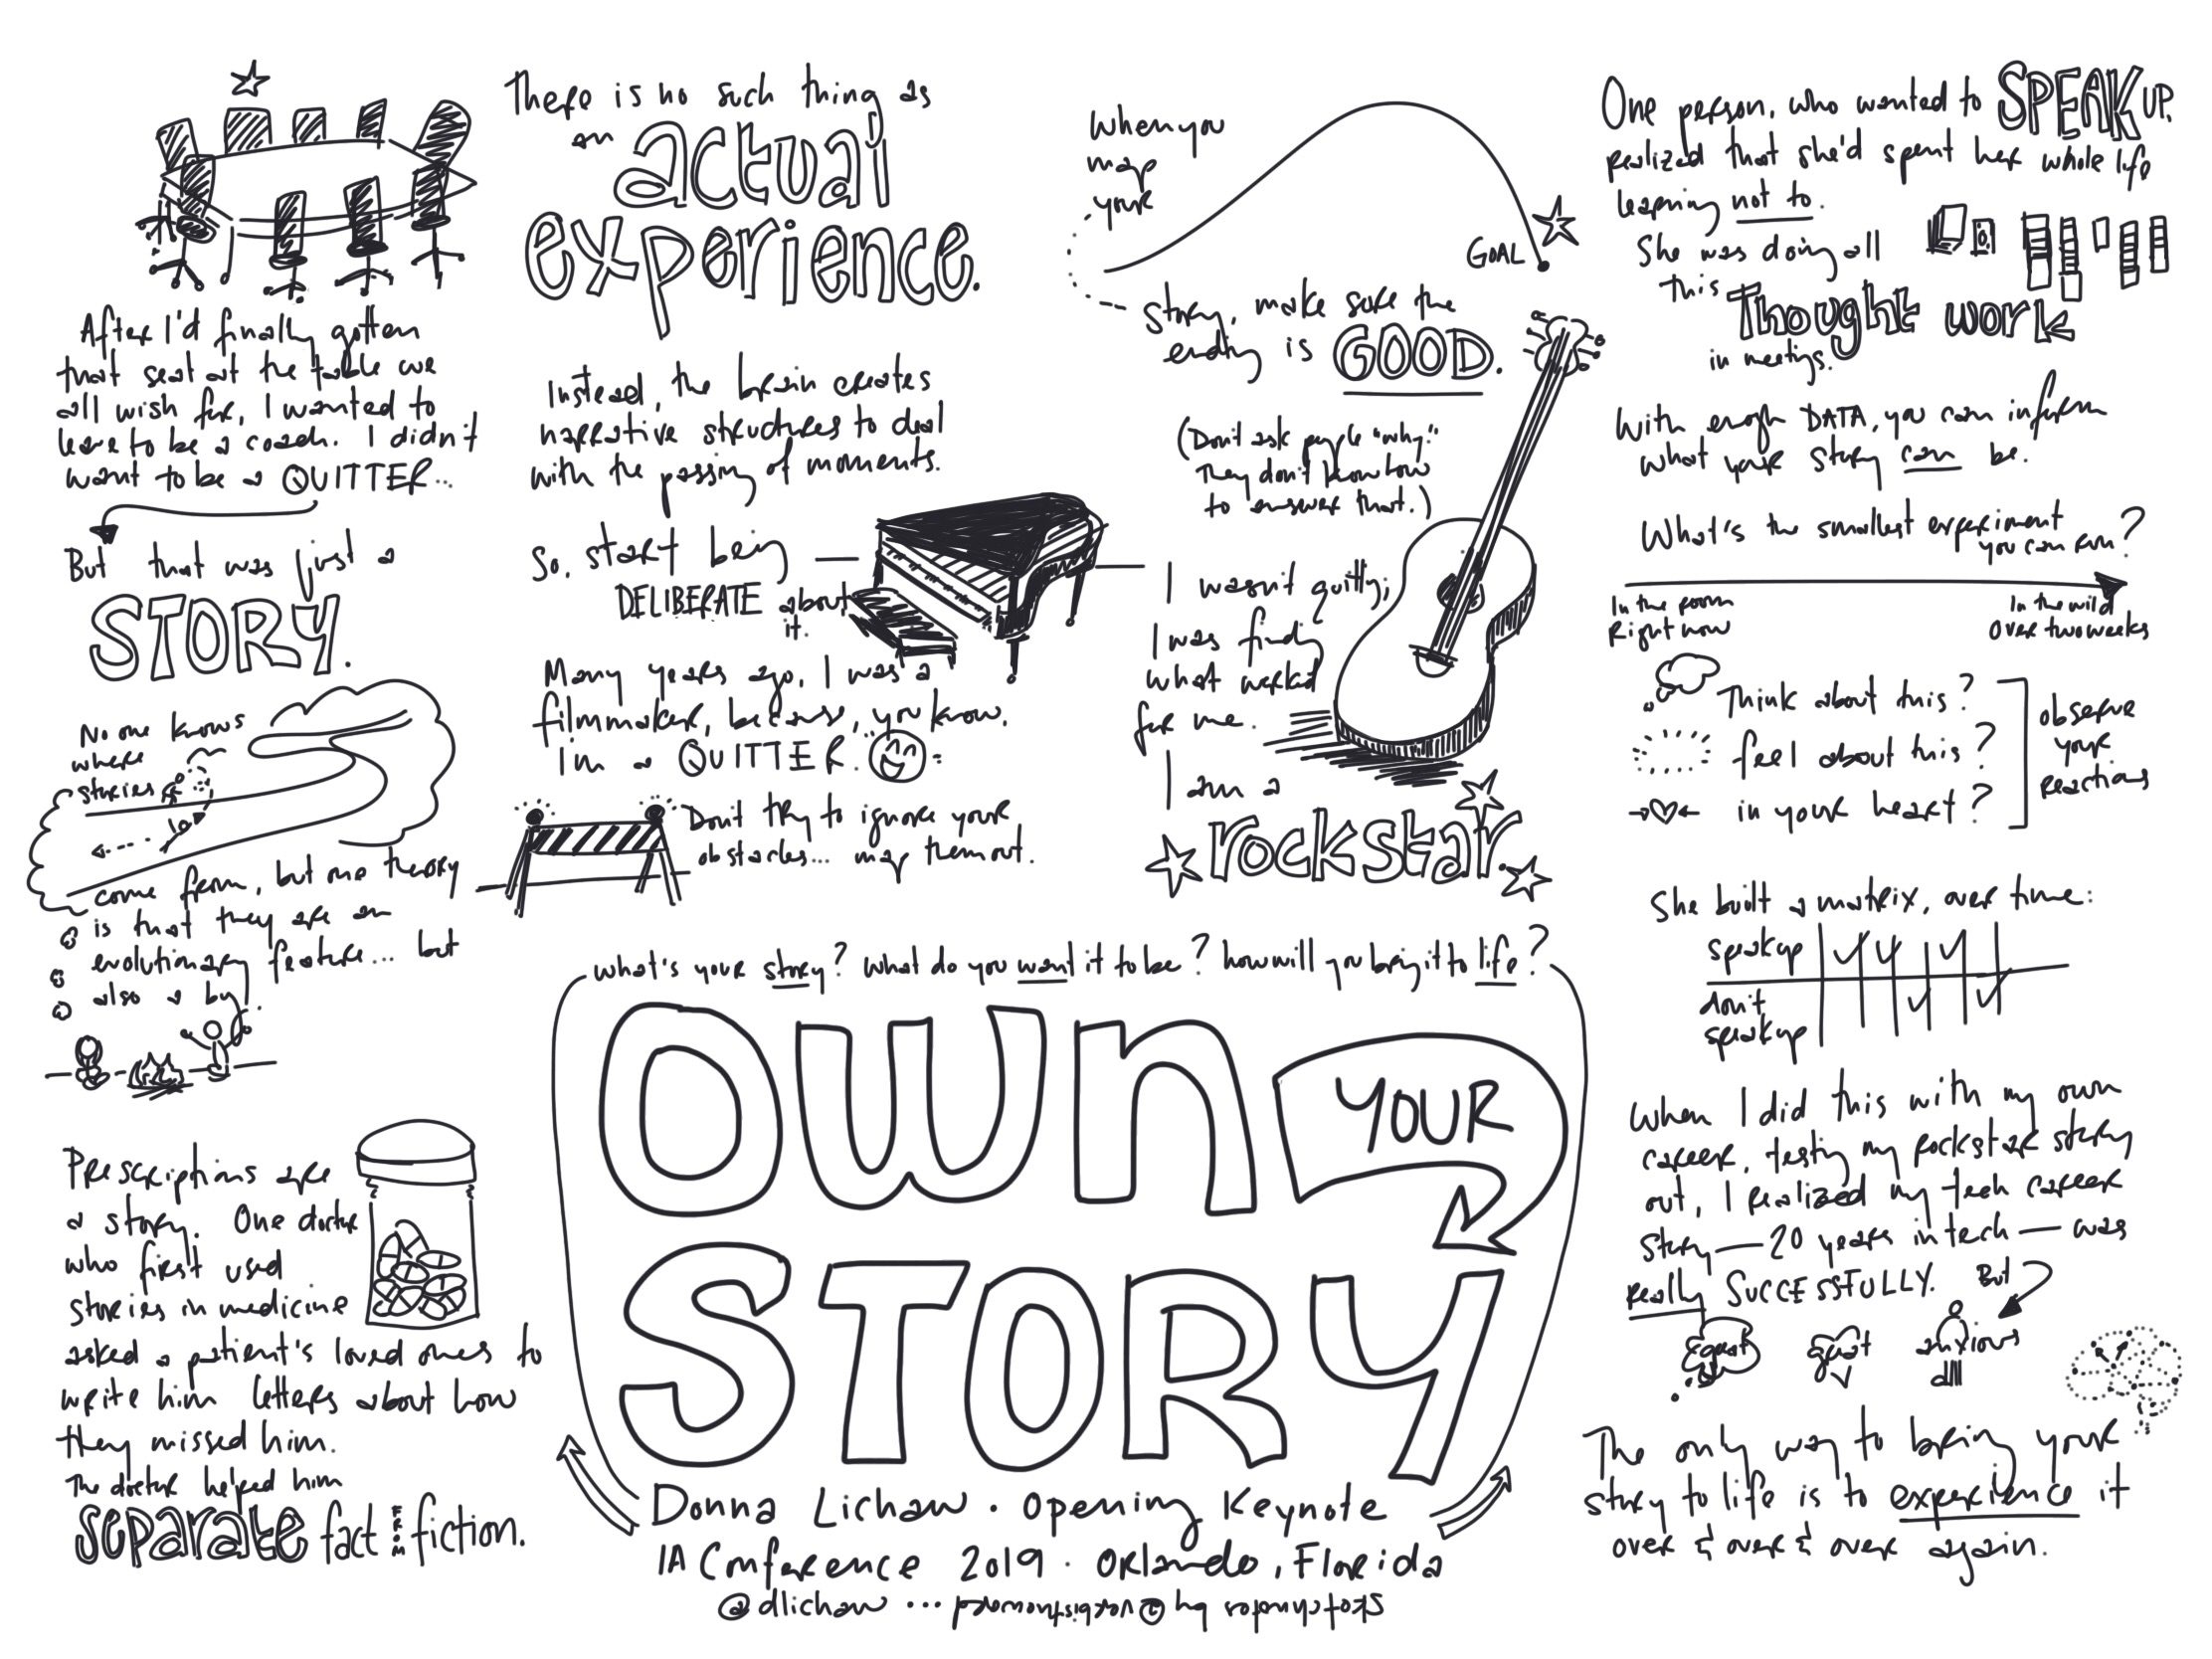 After I'd finally gotten
that seat at the table we
all wish for, I wanted to
leave to be a coach. I didn't
want to be a QUITTER...
But that was just a
STORY.
No one knows
where
stories
go
come from, but one theory
is that they are an
evolutionary feature... but
also a bug.
Prescriptions are
a story. One doctor
who first used
stories in medicine
asked a patient's loved ones to
write him letters about how
they missed him.
The doctor helped him
separate fact FROM fiction.
There is no such thing as
an actual
experience.
Instead, the brain creates
narrative structures to deal
with the passing of moments.
So, start being
DELIBERATE about
it.
Many years ago, I was a
filmmaker, because, you know,
I'm a QUITTER.
Don't try to ignore your
obstacles... map them out.
When you
map
your
GOAL
story, make sure the
ending is GOOD.
(Don't ask people "why."
They don't know how
to answer that.)
I wasn't quitting,
I was finding
what worked
for me.
I am a
rockstar.
What's your story? What do you want it to be? how will you bring it to life?
OWN YOUR
STORY
Donna Lichaw · Opening Keynote
IA Conference 2019 · Orlando, Florida
@dlichaw ... Sketchnotes by
One person, who wanted to SPEAK UP,
realized that she'd spent her whole life
learning not to.
She was doing all
this Thought work
in meetings.
With enough DATA, you can inform
what your story can be.
What's the smallest experiment
you can run?
In the room
Right now
In the wild
Over two weeks
Think about this?
feel about this?
in your heart?
observe
your
reactions
She built a matrix, over time:
speak up
don't
speak up
When I did this with my own
career, testing my rockstar story
out, I realized my tech career
story — 20 years in tech — was
really SUCCESSFULLY. But
great anxious
The only way to bring your
story to life is to experience it
over & over & over again.